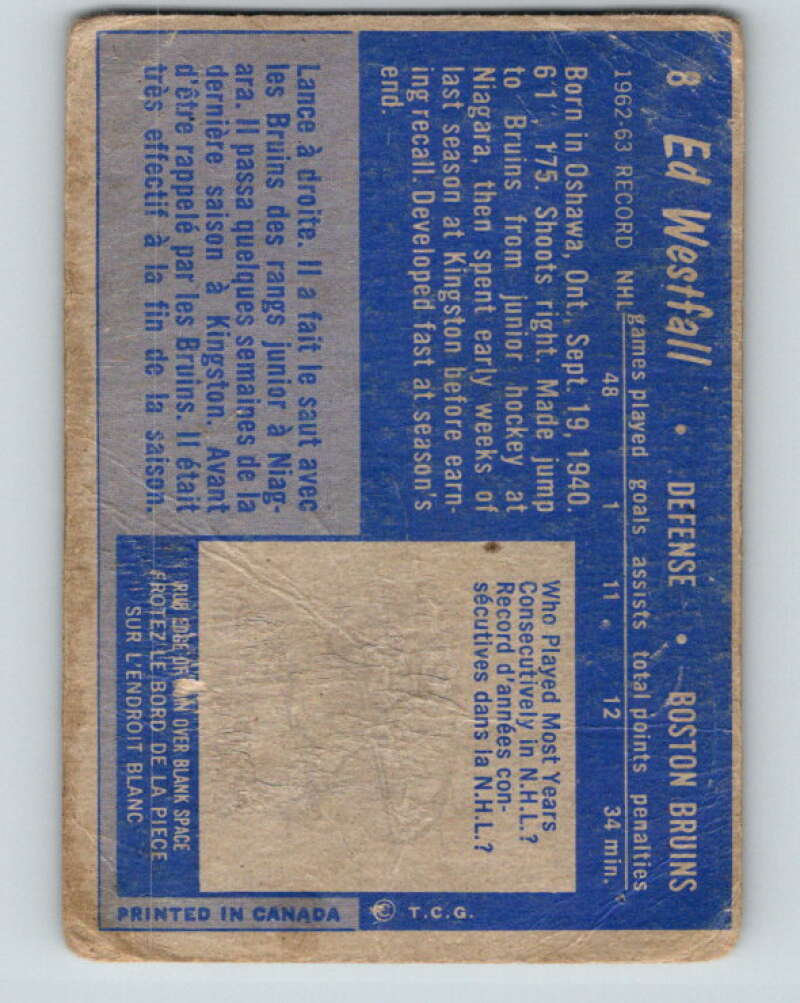 8 Ed Westfall • DEFENSE • BOSTON BRUINS
games played goals assists total points penalties
1962-63 RECORD NHL 48 1 11 12 34 min.
Born in Oshawa, Ont., Sept. 19, 1940.
6'1", 175. Shoots right. Made jump
to Bruins from junior hockey at
Niagara, then spent early weeks of
last season at Kingston before earn-
ing recall. Developed fast at season's
end.
Lance à droite. Il a fait le saut avec
les Bruins des rangs junior à Niag-
ara. Il passa quelques semaines de la
dernière saison à Kingston. Avant
d'être rappelé par les Bruins. Il était
très effectif à la fin de la saison.
Who Played Most Years
Consecutively in N.H.L.?
Record d'années con-
sécutives dans la N.H.L.?
RUB EDGE OF COIN OVER BLANK SPACE
FROTEZ LE BORD DE LA PIECE
SUR L'ENDROIT BLANC
© T.C.G.
PRINTED IN CANADA